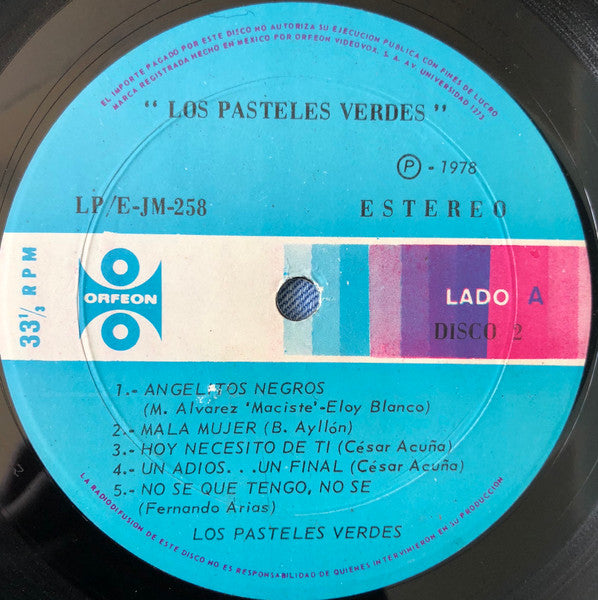 EL IMPORTE PAGADO POR ESTE DISCO NO AUTORIZA SU EJECUCION PUBLICA CON FINES DE LUCRO
MARCA REGISTRADA HECHO EN MEXICO POR ORFEON VIDEOVOX, S. A. AV. UNIVERSIDAD 1273
" LOS PASTELES VERDES "
Ⓟ - 1978
LP/E-JM-258
ESTEREO
33⅓ RPM
ORFEON
LADO A
DISCO 2
1.- ANGELITOS NEGROS
(M. Alvarez 'Maciste'-Eloy Blanco)
2.- MALA MUJER (B. Ayllón)
3.- HOY NECESITO DE TI (César Acuña)
4.- UN ADIOS. . .UN FINAL (César Acuña)
5.- NO SE QUE TENGO, NO SE
(Fernando Arias)
LOS PASTELES VERDES
LA RADIODIFUSION DE ESTE DISCO NO ES RESPONSABILIDAD DE QUIENES INTERVINIERON EN SU PRODUCCION